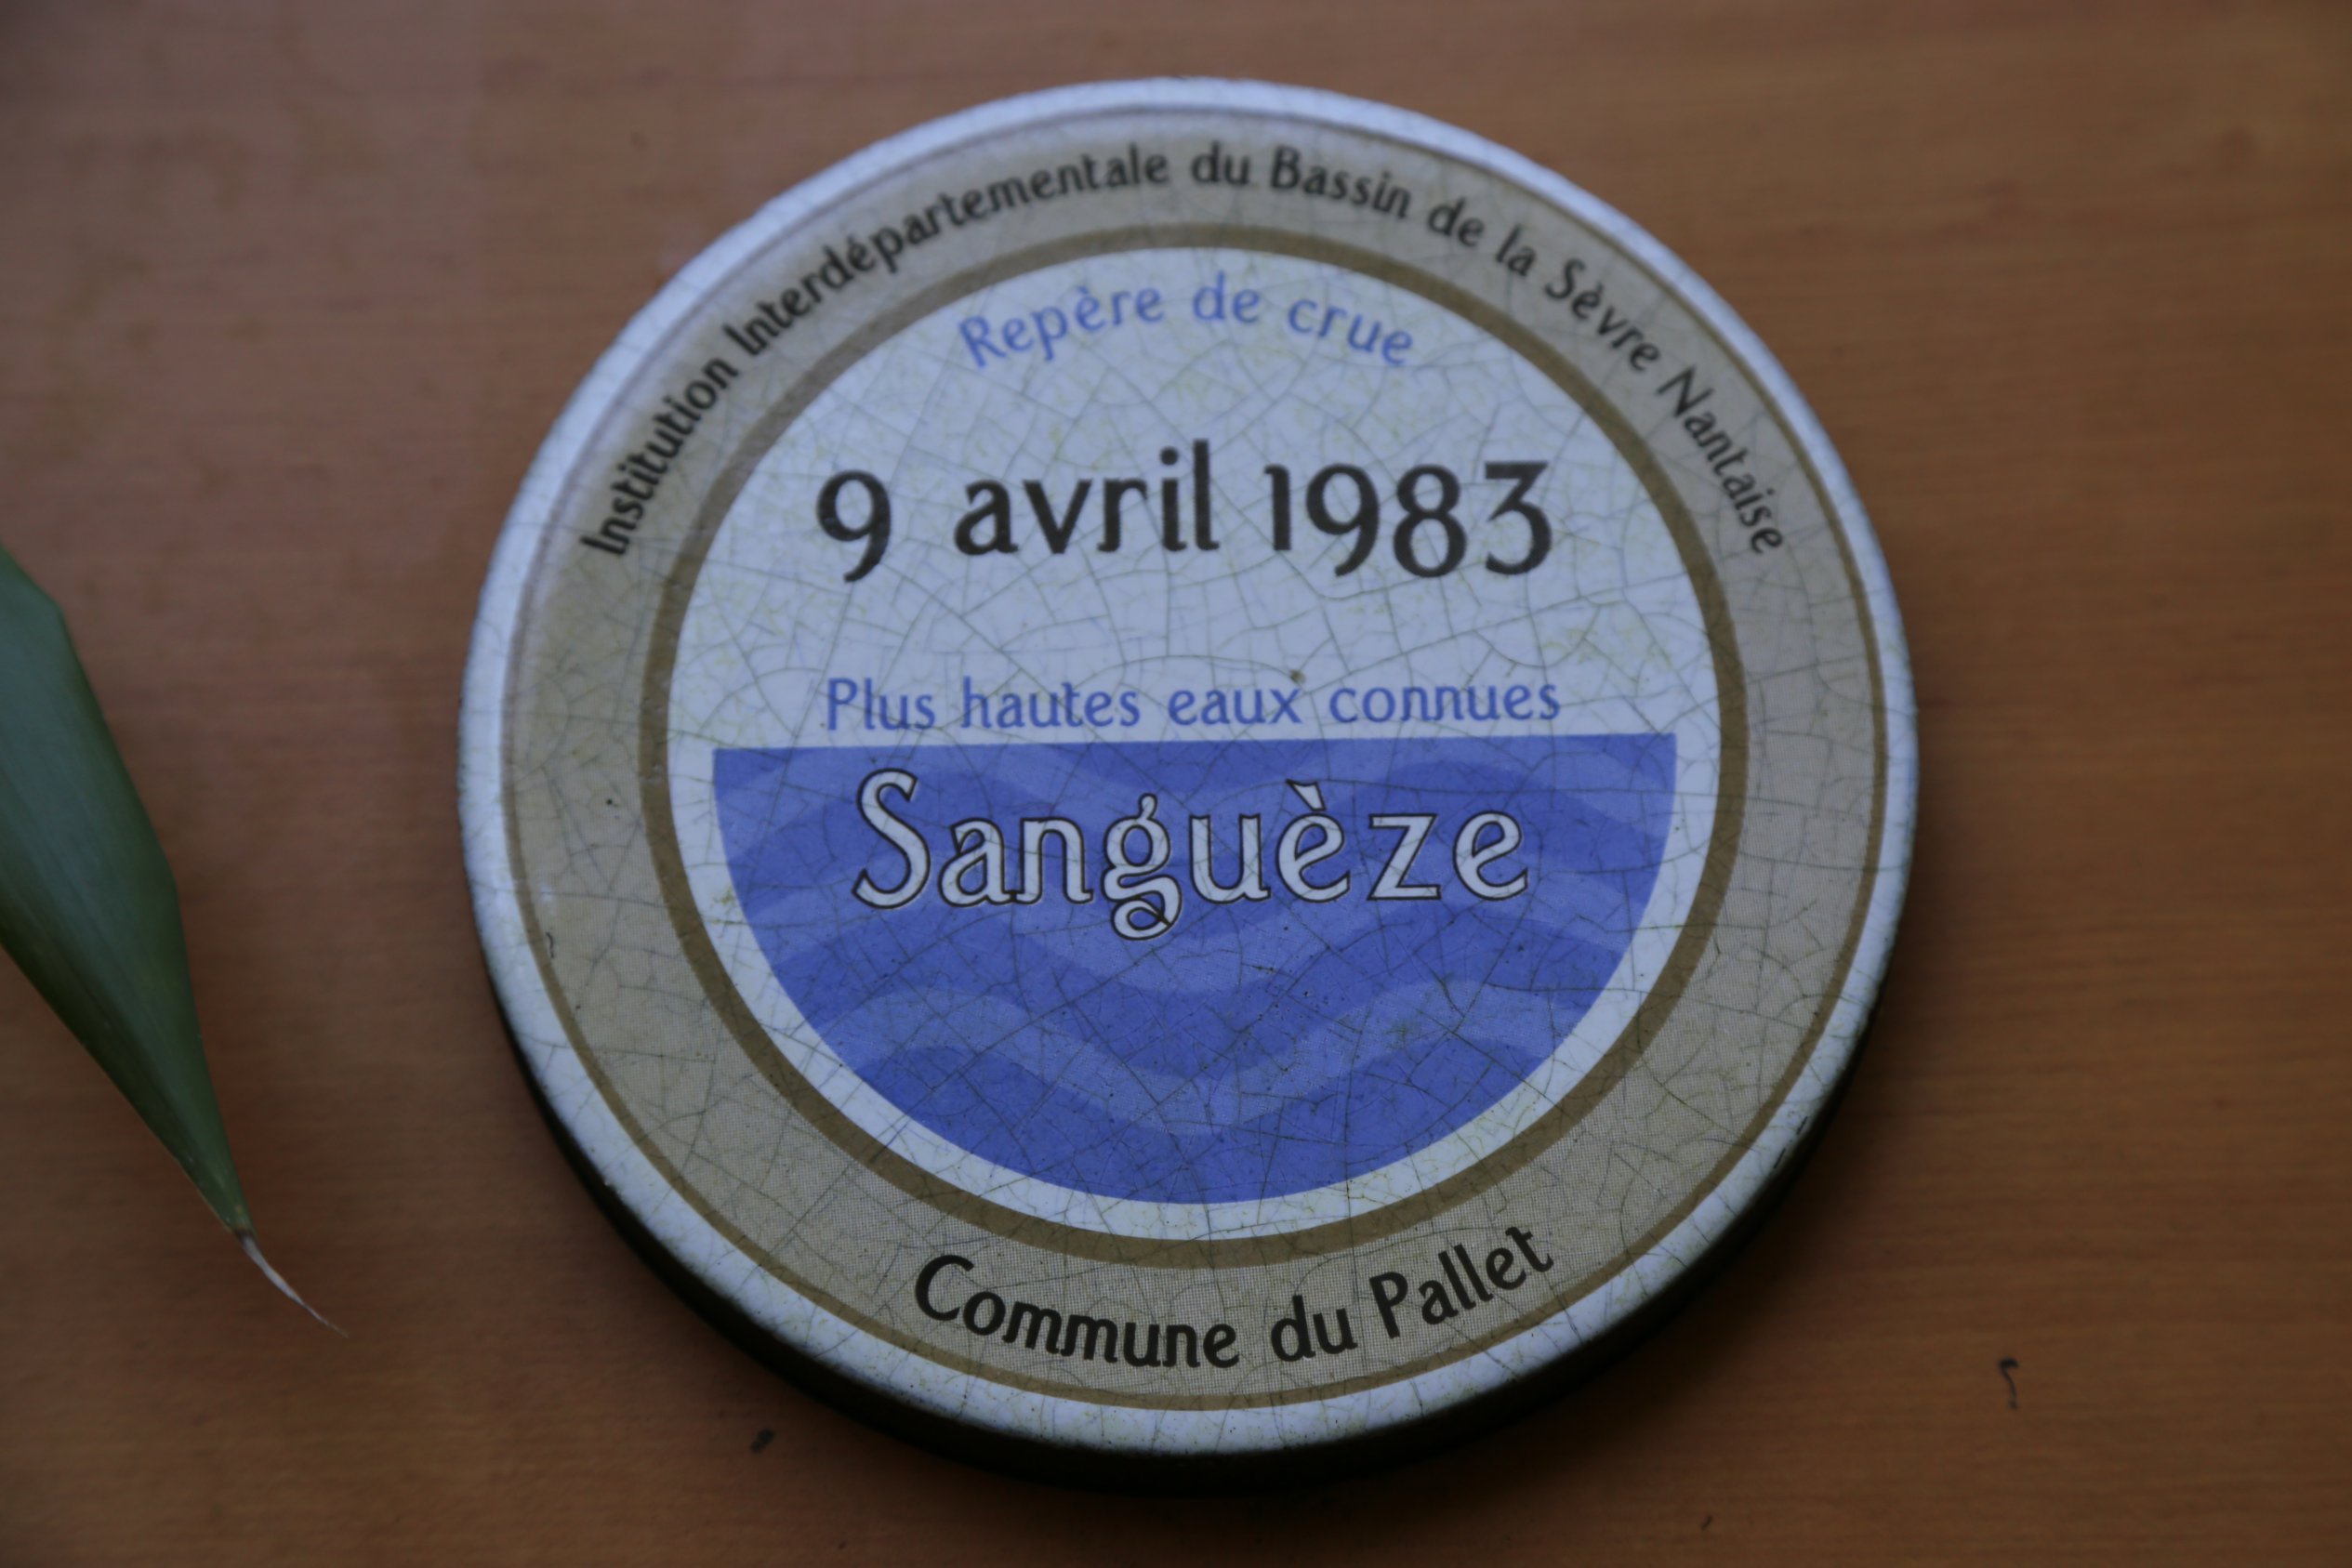 Institution Interdépartementale du Bassin de la Sèvre Nantaise
Repère de crue
9 avril 1983
Plus hautes eaux connues
Sanguèze
Commune du Pallet